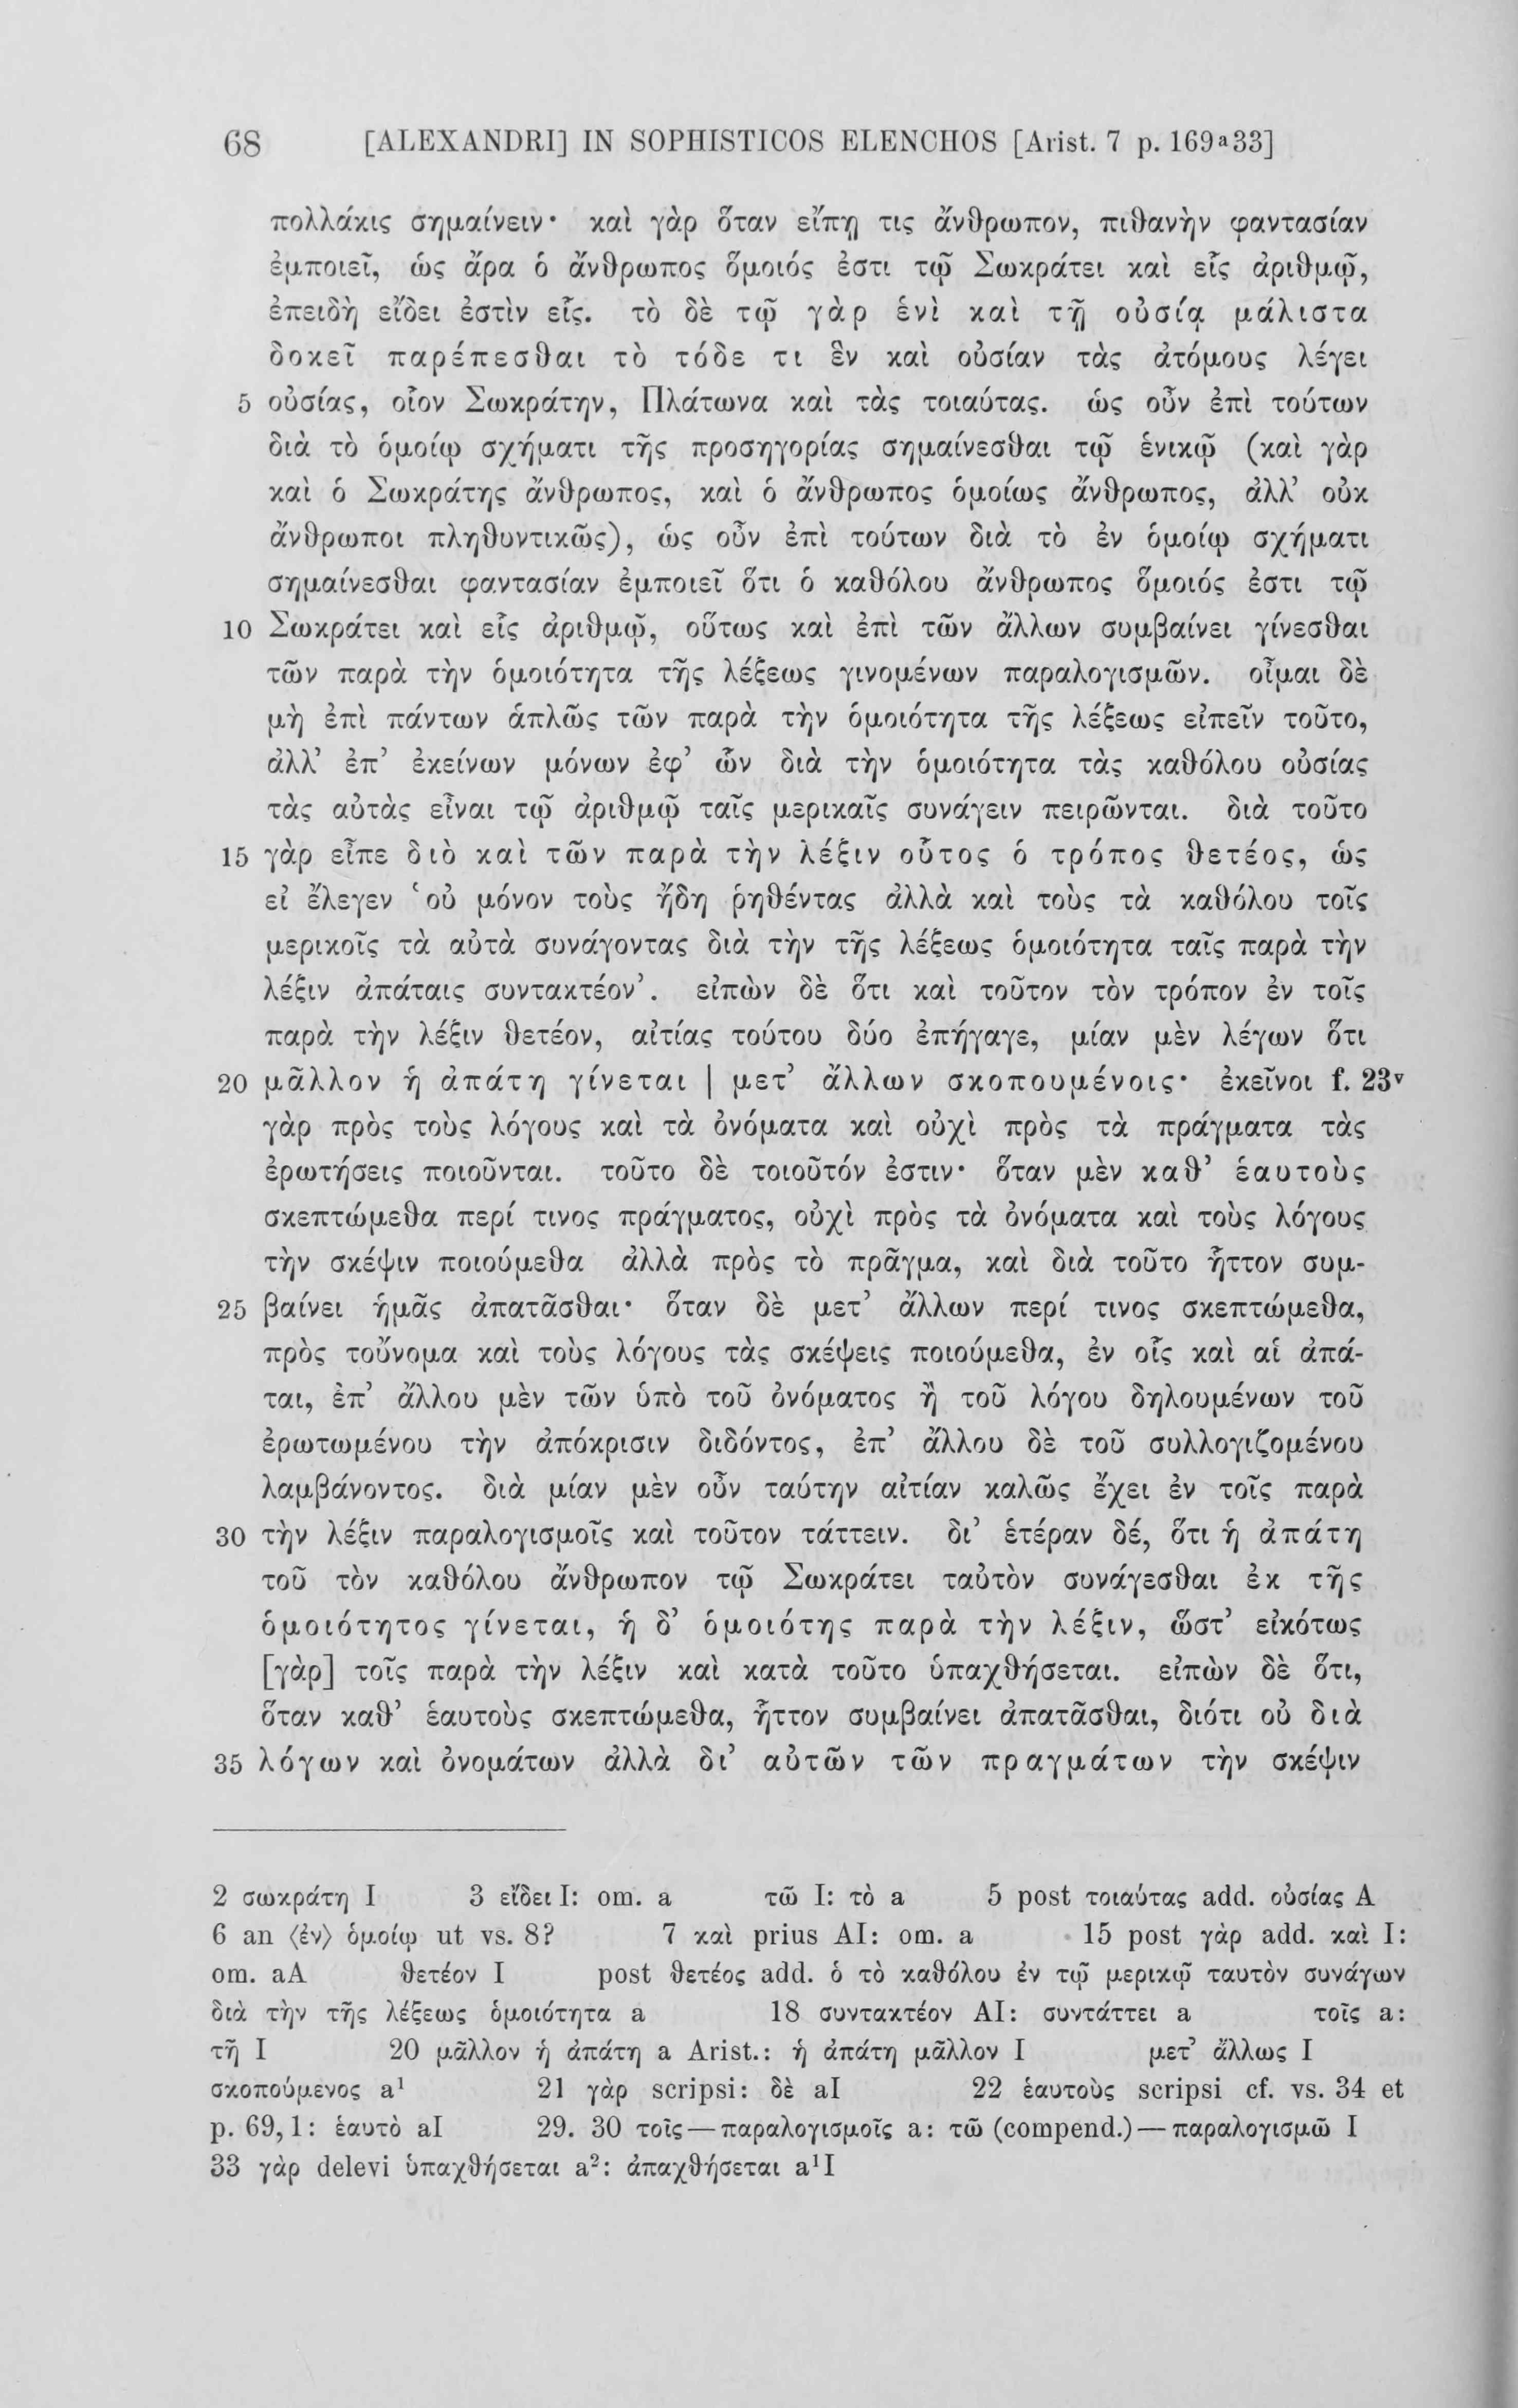 68 [ALEXANDRI] IN SOPHISTICOS ELENCHOS [Arist. 7 p. 169ᵃ33]
πολλάκις σημαίνειν· καὶ γὰρ ὅταν εἴπῃ τις ἄνθρωπον, πιθανὴν φαντασίαν
ἐμποιεῖ, ὡς ἄρα ὁ ἄνθρωπος ὅμοιός ἐστι τῷ Σωκράτει καὶ εἷς ἀριθμῷ,
ἐπειδὴ εἴδει ἐστὶν εἷς. τὸ δὲ τῷ γὰρ ἑνὶ καὶ τῇ οὐσίᾳ μάλιστα
δοκεῖ παρέπεσθαι τὸ τόδε τι ἓν καὶ οὐσίαν τὰς ἀτόμους λέγει
5 οὐσίας, οἷον Σωκράτην, Πλάτωνα καὶ τὰς τοιαύτας. ὡς οὖν ἐπὶ τούτων
διὰ τὸ ὁμοίῳ σχήματι τῆς προσηγορίας σημαίνεσθαι τῷ ἑνικῷ (καὶ γὰρ
καὶ ὁ Σωκράτης ἄνθρωπος, καὶ ὁ ἄνθρωπος ὁμοίως ἄνθρωπος, ἀλλ’ οὐκ
ἄνθρωποι πληθυντικῶς), ὡς οὖν ἐπὶ τούτων διὰ τὸ ἐν ὁμοίῳ σχήματι
σημαίνεσθαι φαντασίαν ἐμποιεῖ ὅτι ὁ καθόλου ἄνθρωπος ὅμοιός ἐστι τῷ
10 Σωκράτει καὶ εἷς ἀριθμῷ, οὕτως καὶ ἐπὶ τῶν ἄλλων συμβαίνει γίνεσθαι
τῶν παρὰ τὴν ὁμοιότητα τῆς λέξεως γινομένων παραλογισμῶν. οἶμαι δὲ
μὴ ἐπὶ πάντων ἁπλῶς τῶν παρὰ τὴν ὁμοιότητα τῆς λέξεως εἰπεῖν τοῦτο,
ἀλλ’ ἐπ’ ἐκείνων μόνων ἐφ’ ὧν διὰ τὴν ὁμοιότητα τὰς καθόλου οὐσίας
τὰς αὐτὰς εἶναι τῷ ἀριθμῷ ταῖς μερικαῖς συνάγειν πειρῶνται. διὰ τοῦτο
15 γὰρ εἶπε διὸ καὶ τῶν παρὰ τὴν λέξιν οὗτος ὁ τρόπος θετέος, ὡς
εἰ ἔλεγεν ‘οὐ μόνον τοὺς ἤδη ῥηθέντας ἀλλὰ καὶ τοὺς τὰ καθόλου τοῖς
μερικοῖς τὰ αὐτὰ συνάγοντας διὰ τὴν τῆς λέξεως ὁμοιότητα ταῖς παρὰ τὴν
λέξιν ἀπάταις συντακτέον’. εἰπὼν δὲ ὅτι καὶ τοῦτον τὸν τρόπον ἐν τοῖς
παρὰ τὴν λέξιν θετέον, αἰτίας τούτου δύο ἐπήγαγε, μίαν μὲν λέγων ὅτι
20 μᾶλλον ἡ ἀπάτη γίνεται | μετ’ ἄλλων σκοπουμένοις· ἐκεῖνοι f. 23ᵛ
γὰρ πρὸς τοὺς λόγους καὶ τὰ ὀνόματα καὶ οὐχὶ πρὸς τὰ πράγματα τὰς
ἐρωτήσεις ποιοῦνται. τοῦτο δὲ τοιοῦτόν ἐστιν· ὅταν μὲν καθ’ ἑαυτοὺς
σκεπτώμεθα περί τινος πράγματος, οὐχὶ πρὸς τὰ ὀνόματα καὶ τοὺς λόγους
τὴν σκέψιν ποιούμεθα ἀλλὰ πρὸς τὸ πρᾶγμα, καὶ διὰ τοῦτο ἧττον συμ-
25 βαίνει ἡμᾶς ἀπατᾶσθαι· ὅταν δὲ μετ’ ἄλλων περί τινος σκεπτώμεθα,
πρὸς τοὔνομα καὶ τοὺς λόγους τὰς σκέψεις ποιούμεθα, ἐν οἷς καὶ αἱ ἀπά-
ται, ἐπ’ ἄλλου μὲν τῶν ὑπὸ τοῦ ὀνόματος ἢ τοῦ λόγου δηλουμένων τοῦ
ἐρωτωμένου τὴν ἀπόκρισιν διδόντος, ἐπ’ ἄλλου δὲ τοῦ συλλογιζομένου
λαμβάνοντος. διὰ μίαν μὲν οὖν ταύτην αἰτίαν καλῶς ἔχει ἐν τοῖς παρὰ
30 τὴν λέξιν παραλογισμοῖς καὶ τοῦτον τάττειν. δι’ ἑτέραν δέ, ὅτι ἡ ἀπάτη
τοῦ τὸν καθόλου ἄνθρωπον τῷ Σωκράτει ταὐτὸν συνάγεσθαι ἐκ τῆς
ὁμοιότητος γίνεται, ἡ δ’ ὁμοιότης παρὰ τὴν λέξιν, ὥστ’ εἰκότως
[γὰρ] τοῖς παρὰ τὴν λέξιν καὶ κατὰ τοῦτο ὑπαχθήσεται. εἰπὼν δὲ ὅτι,
ὅταν καθ’ ἑαυτοὺς σκεπτώμεθα, ἧττον συμβαίνει ἀπατᾶσθαι, διότι οὐ διὰ
35 λόγων καὶ ὀνομάτων ἀλλὰ δι’ αὐτῶν τῶν πραγμάτων τὴν σκέψιν
2 σωκράτη I 3 εἴδει I: om. a τῶ I: τὸ a 5 post τοιαύτας add. οὐσίας A
6 an ⟨ἐν⟩ ὁμοίῳ ut vs. 8? 7 καὶ prius AI: om. a 15 post γὰρ add. καὶ I:
om. aA θετέον I post θετέος add. ὁ τὸ καθόλου ἐν τῷ μερικῷ ταυτὸν συνάγων
διὰ τὴν τῆς λέξεως ὁμοιότητα a 18 συντακτέον AI: συντάττει a τοῖς a:
τῆ I 20 μᾶλλον ἡ ἀπάτη a Arist.: ἡ ἀπάτη μᾶλλον I μετ’ ἄλλως I
σκοπούμενος a¹ 21 γὰρ scripsi: δὲ aI 22 ἑαυτοὺς scripsi cf. vs. 34 et
p. 69,1: ἑαυτὸ aI 29. 30 τοῖς — παραλογισμοῖς a: τῶ (compend.) — παραλογισμῶ I
33 γὰρ delevi ὑπαχθήσεται a²: ἀπαχθήσεται a¹I